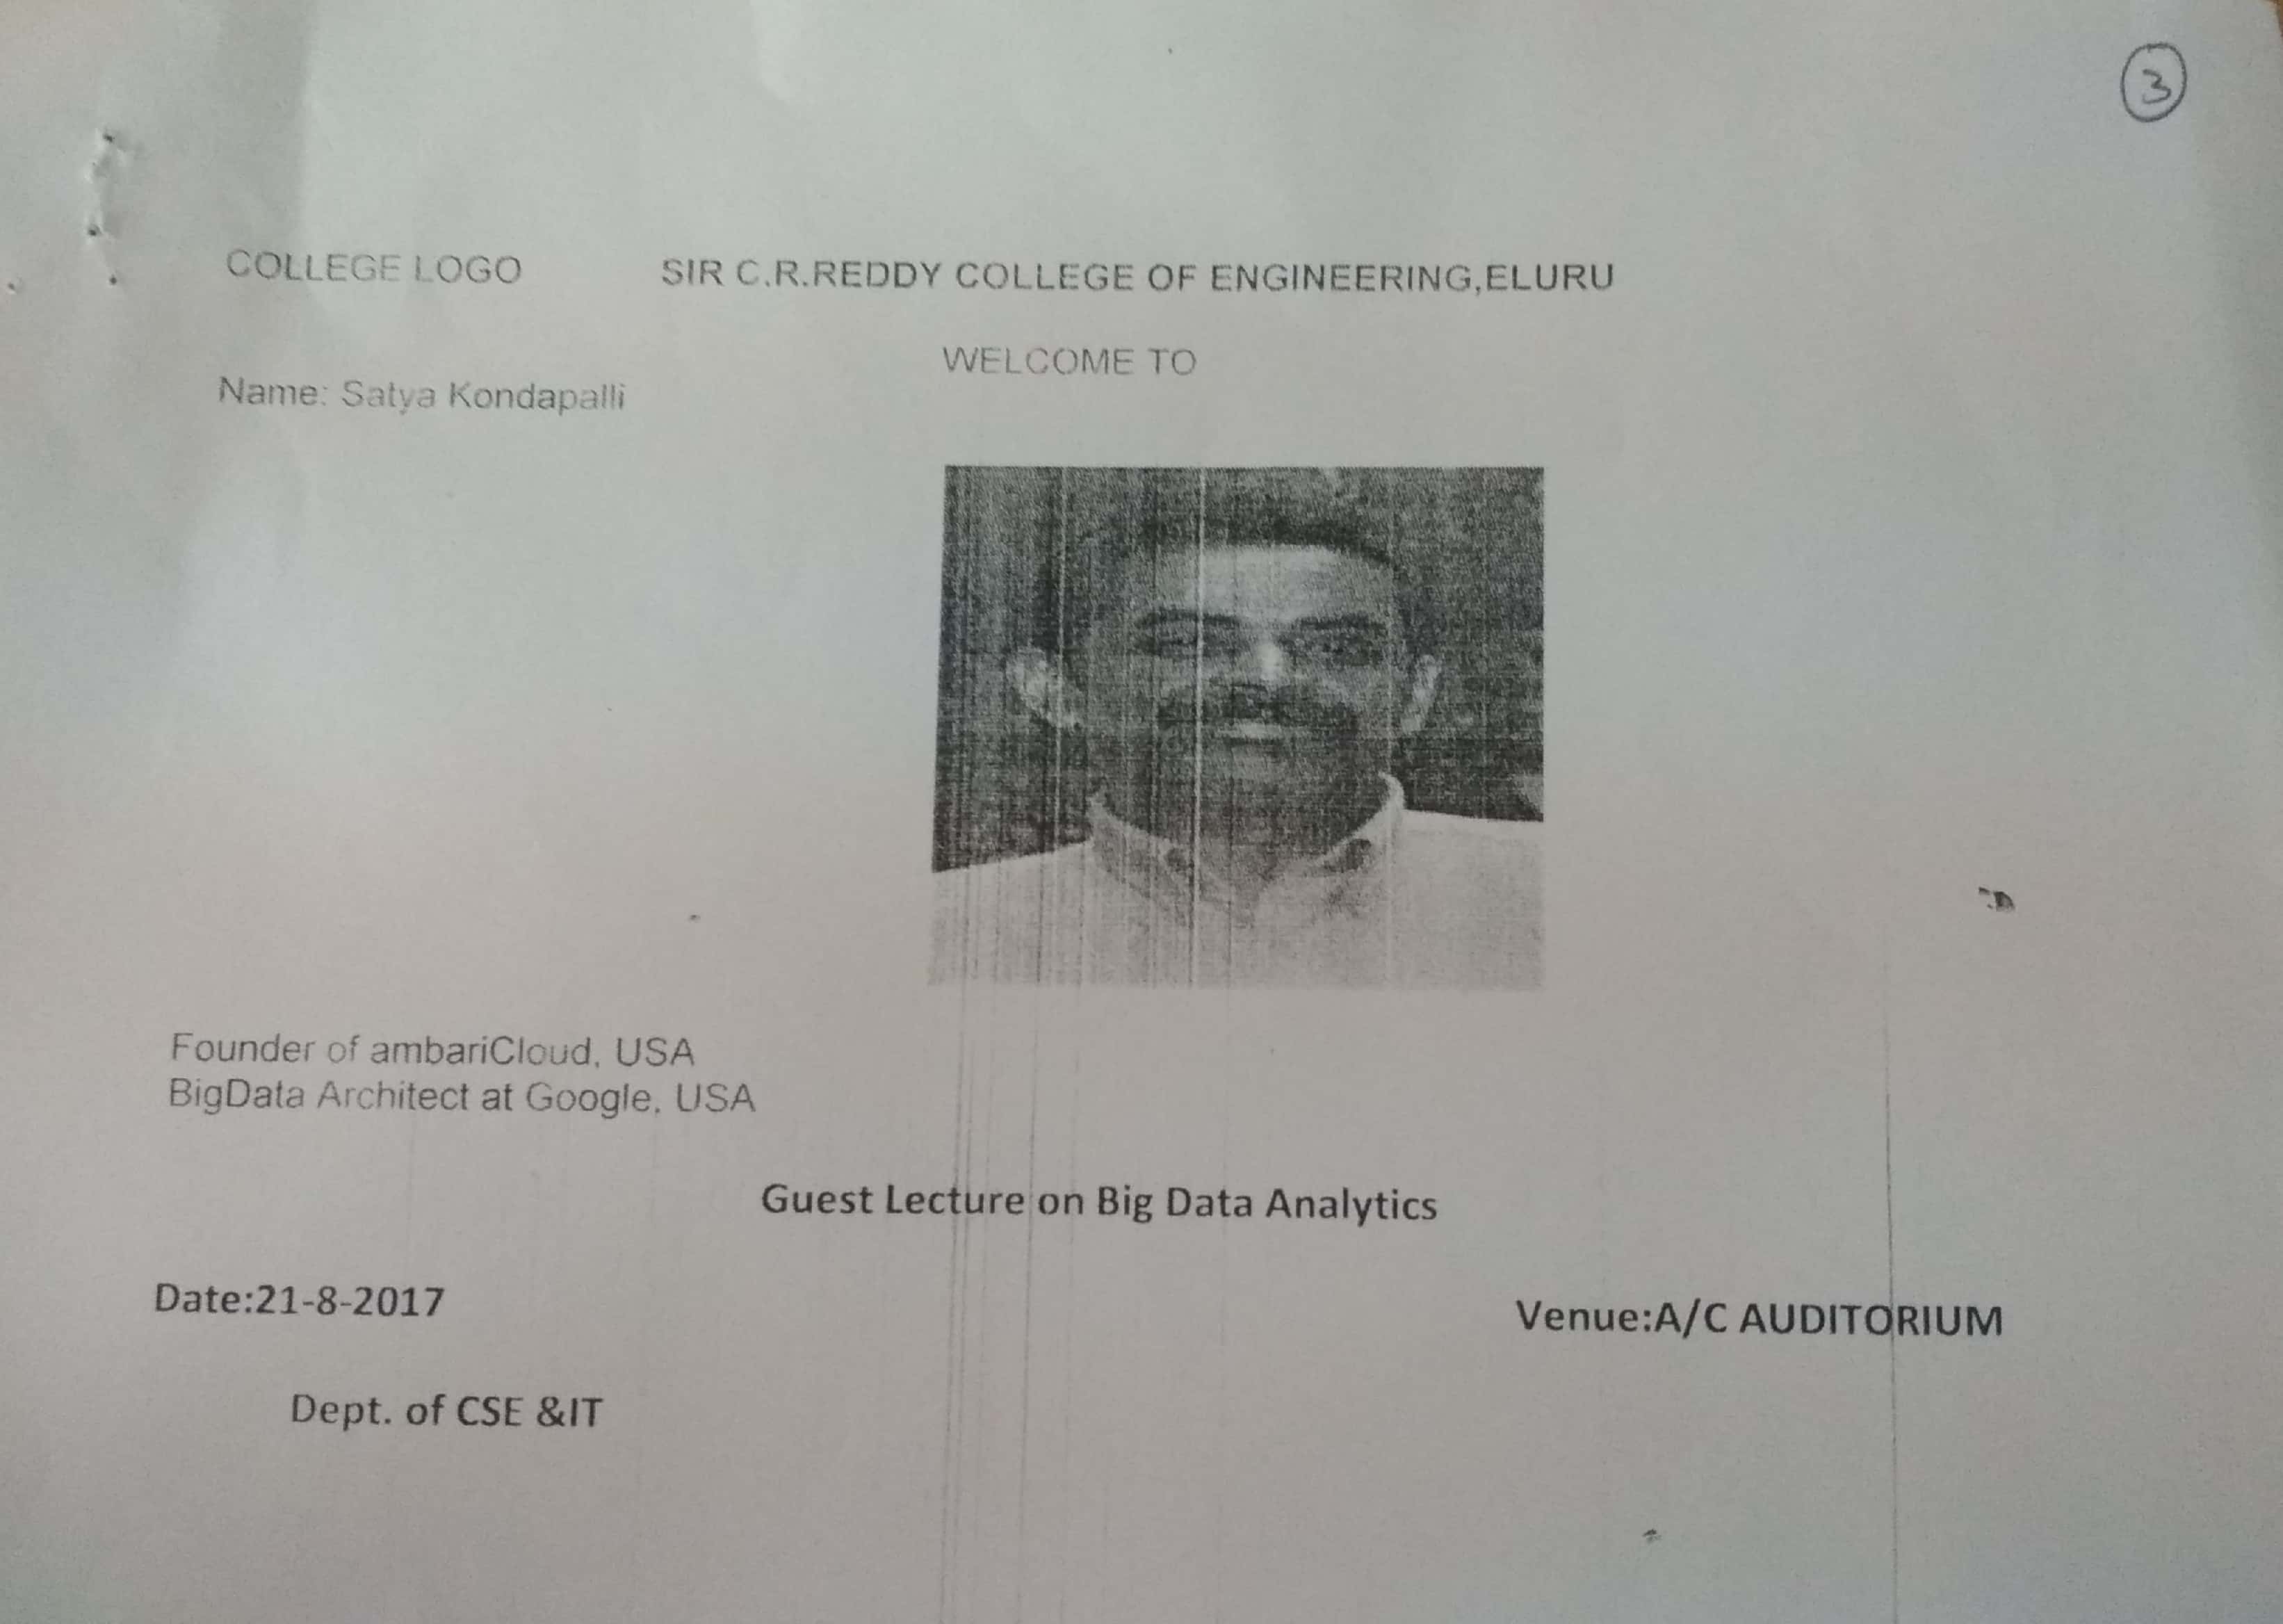 3
COLLEGE LOGO SIR C.R.REDDY COLLEGE OF ENGINEERING,ELURU
WELCOME TO
Name: Satya Kondapalli
Founder of ambariCloud, USA
BigData Architect at Google, USA
Guest Lecture on Big Data Analytics
Date:21-8-2017 Venue:A/C AUDITORIUM
Dept. of CSE &IT